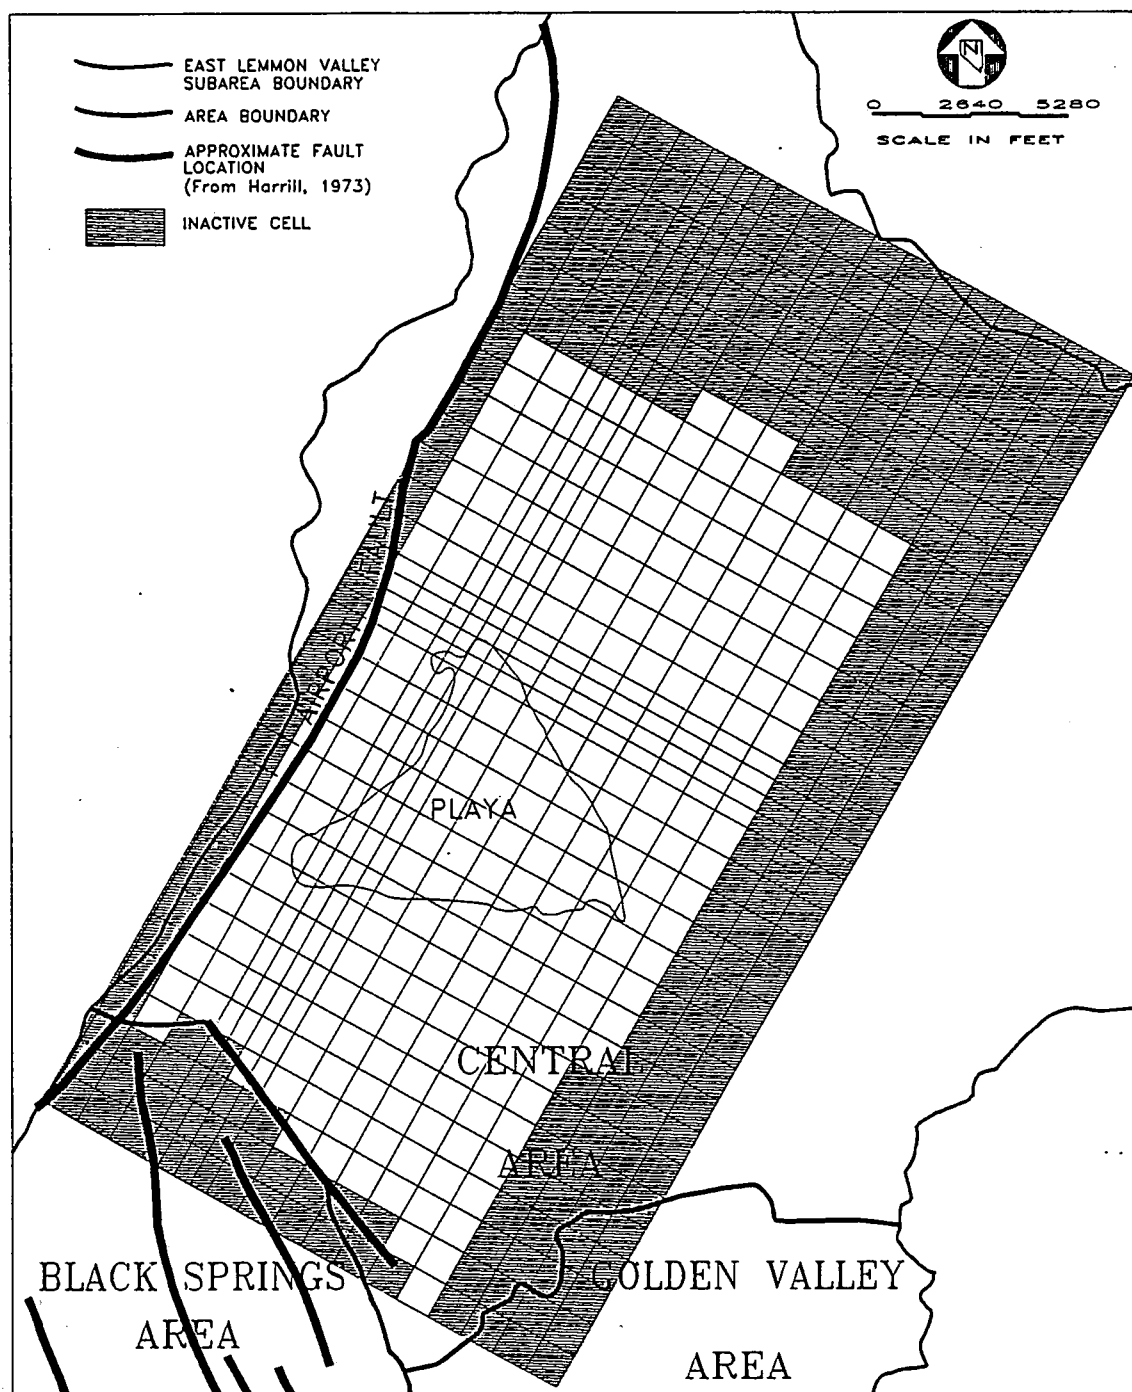 EAST LEMMON VALLEY
SUBAREA BOUNDARY
AREA BOUNDARY
APPROXIMATE FAULT
LOCATION
(From Harrill, 1973)
INACTIVE CELL
N
0 2640 5280
SCALE IN FEET
AIRPORT FAULT
PLAYA
CENTRAL
AREA
BLACK SPRINGS
AREA
GOLDEN VALLEY
AREA